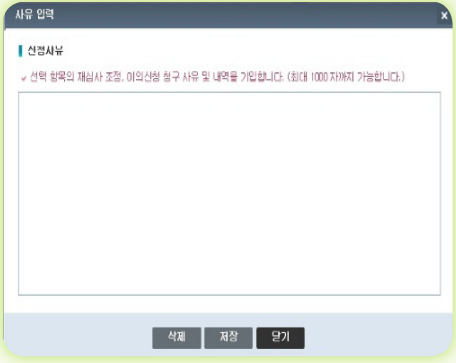 사유 입력
x
신청사유
선택 항목의 재심사 조정, 이의신청 청구 사유 및 내역을 기입합니다. (최대 1000 자까지 가능합니다.)
삭제 저장 닫기